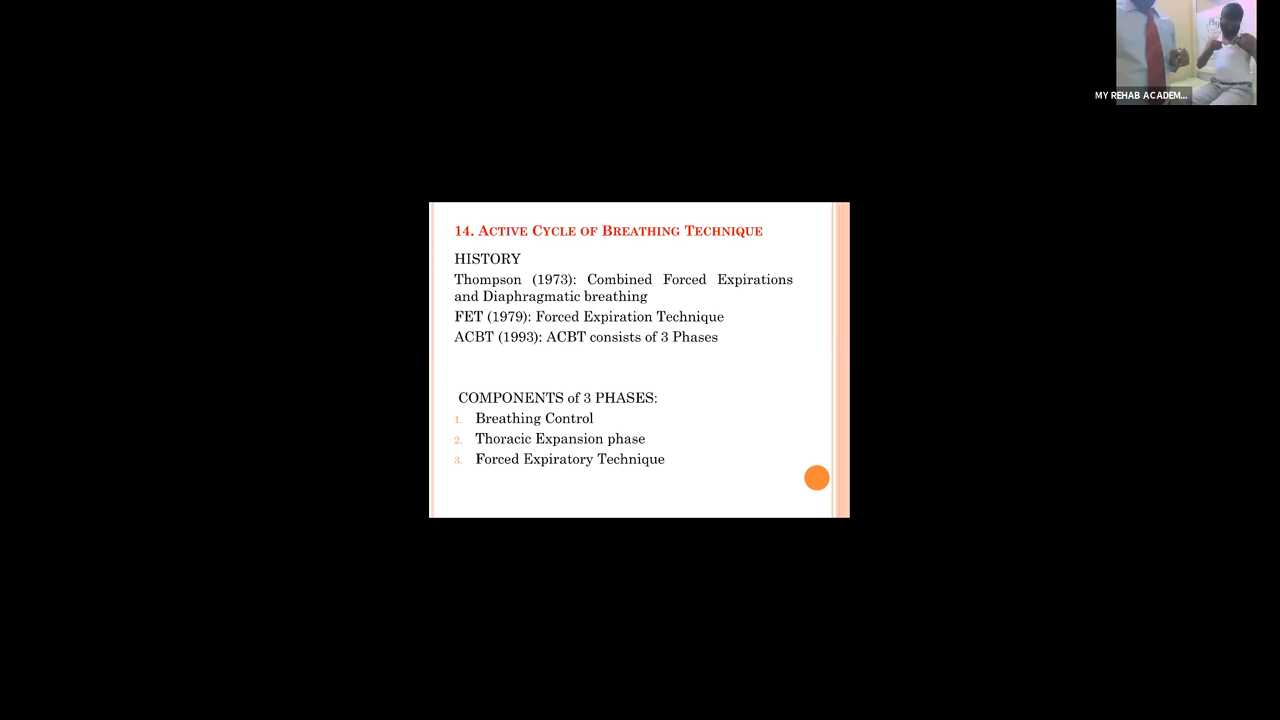 MY REHAB ACADEM...
14. ACTIVE CYCLE OF BREATHING TECHNIQUE
HISTORY
Thompson (1973): Combined Forced Expirations
and Diaphragmatic breathing
FET (1979): Forced Expiration Technique
ACBT (1993): ACBT consists of 3 Phases
COMPONENTS of 3 PHASES:
1. Breathing Control
2. Thoracic Expansion phase
3. Forced Expiratory Technique